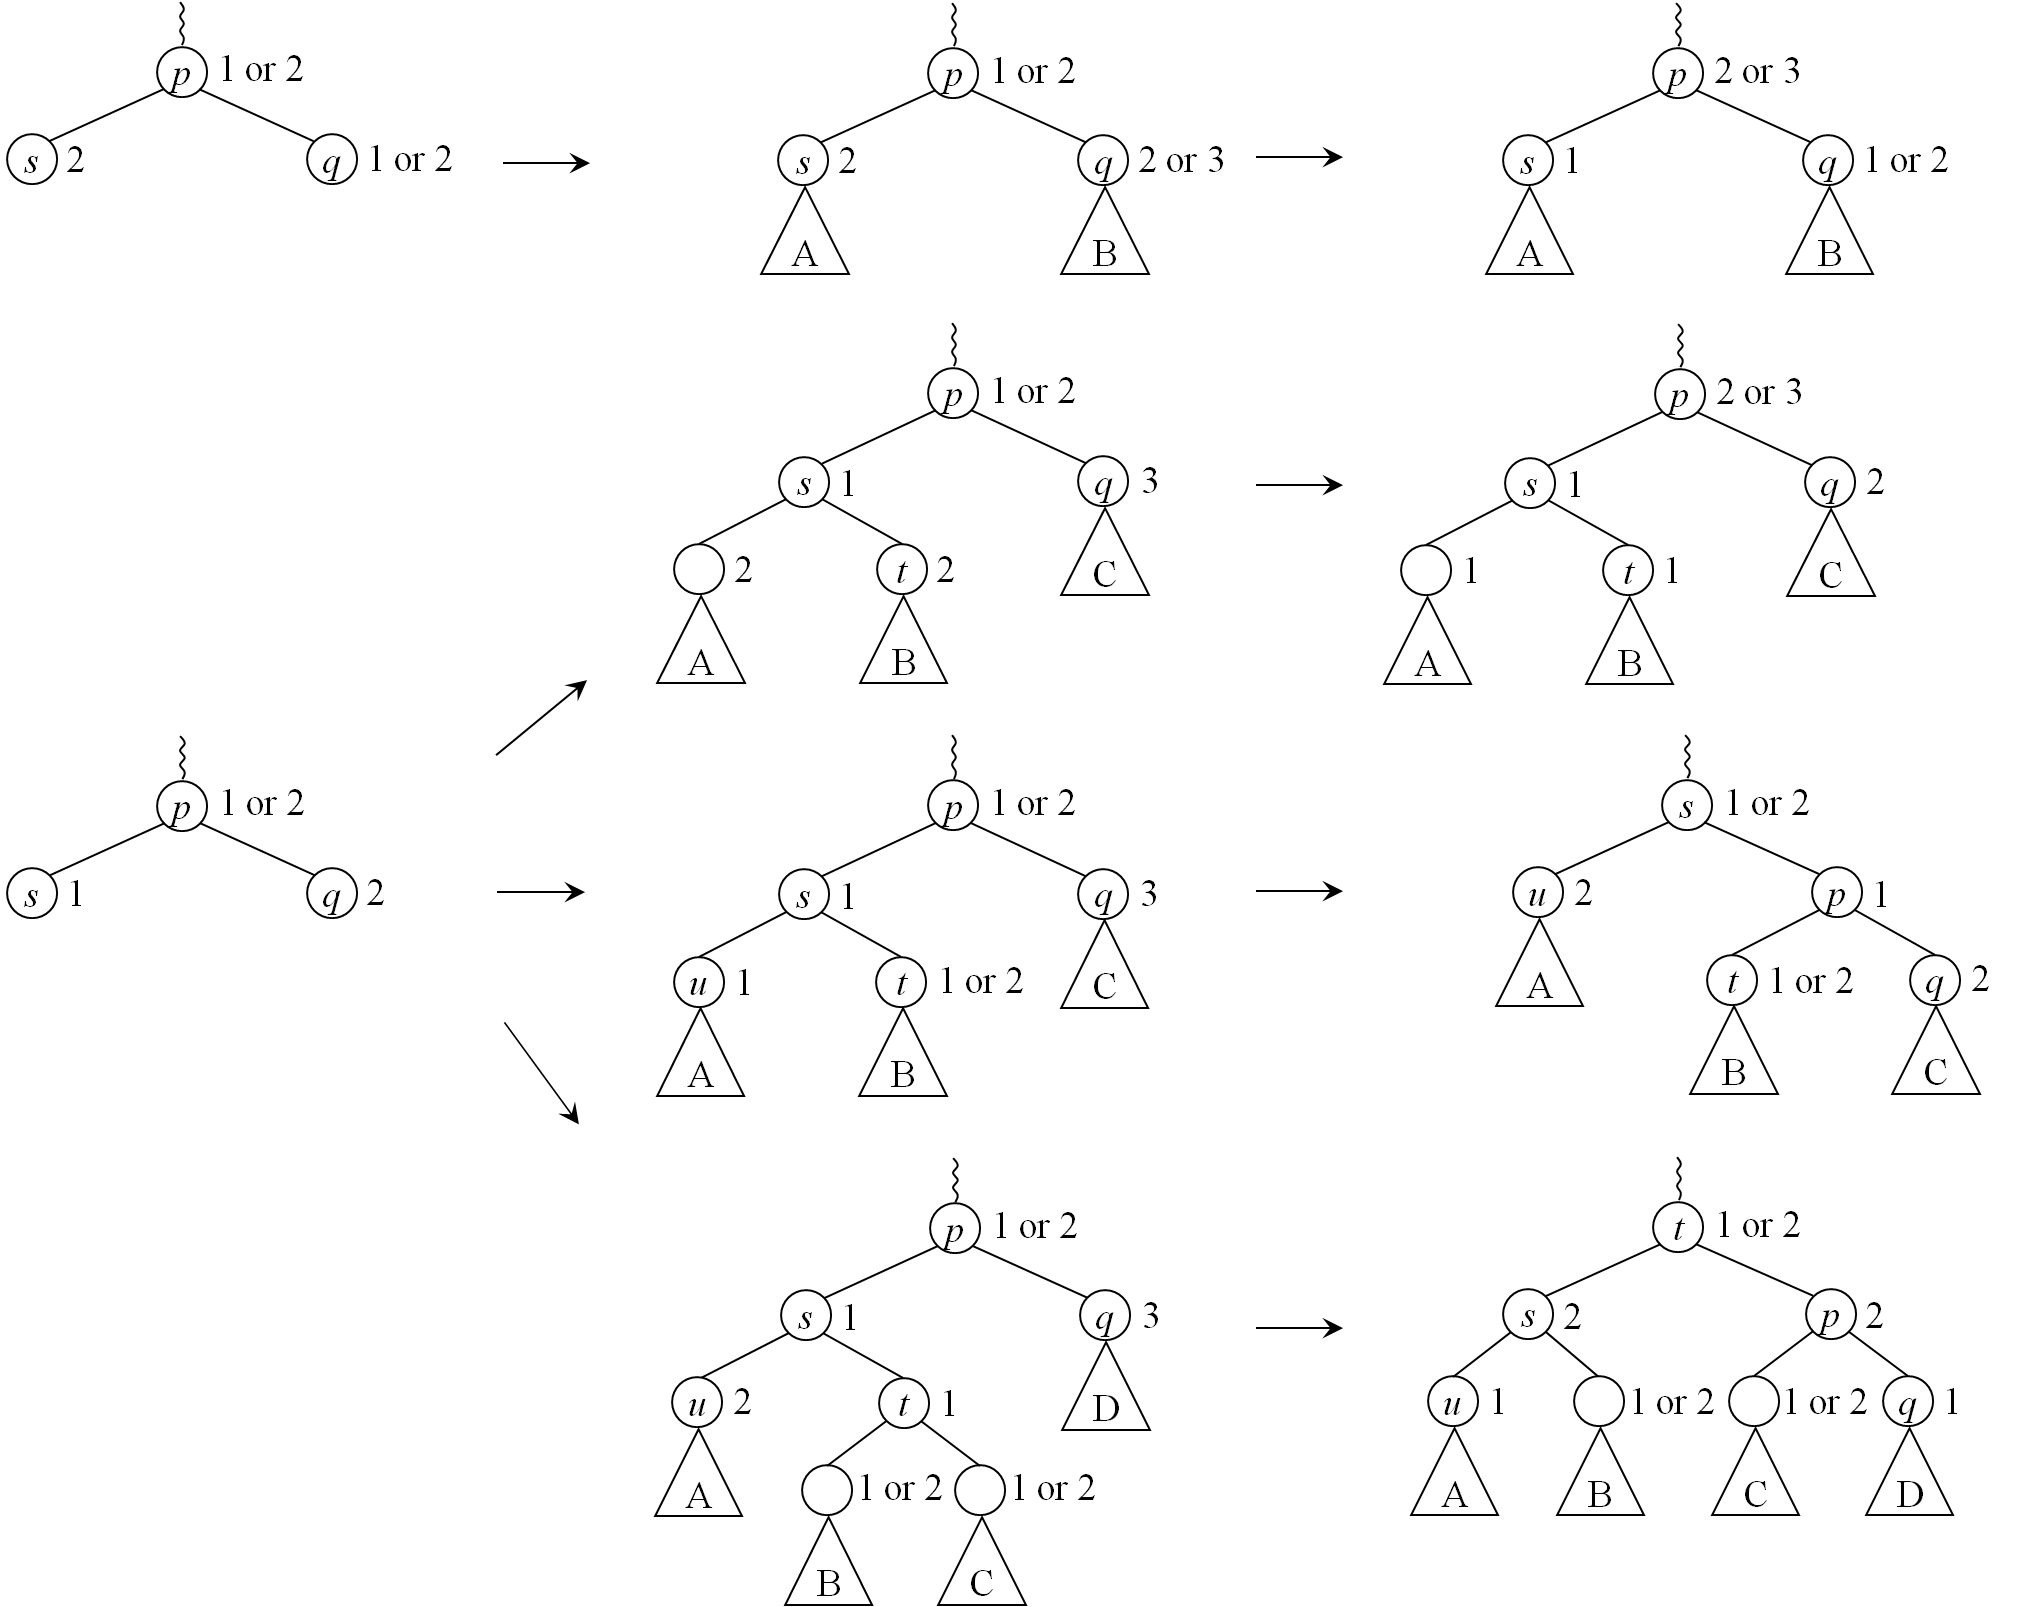 p 1 or 2 p 1 or 2 p 2 or 3
s 2 q 1 or 2 s 2 q 2 or 3 s 1 q 1 or 2
A B A B
p 1 or 2 p 2 or 3
s 1 q 3 s 1 q 2
2 t 2 C 1 t 1 C
A B A B
p 1 or 2 p 1 or 2 s 1 or 2
s 1 q 2 s 1 q 3 u 2 p 1
u 1 t 1 or 2 C A t 1 or 2 q 2
A B B C
p 1 or 2 t 1 or 2
s 1 q 3 s 2 p 2
u 2 t 1 D u 1 1 or 2 1 or 2 q 1
A 1 or 2 1 or 2 A B C D
B C